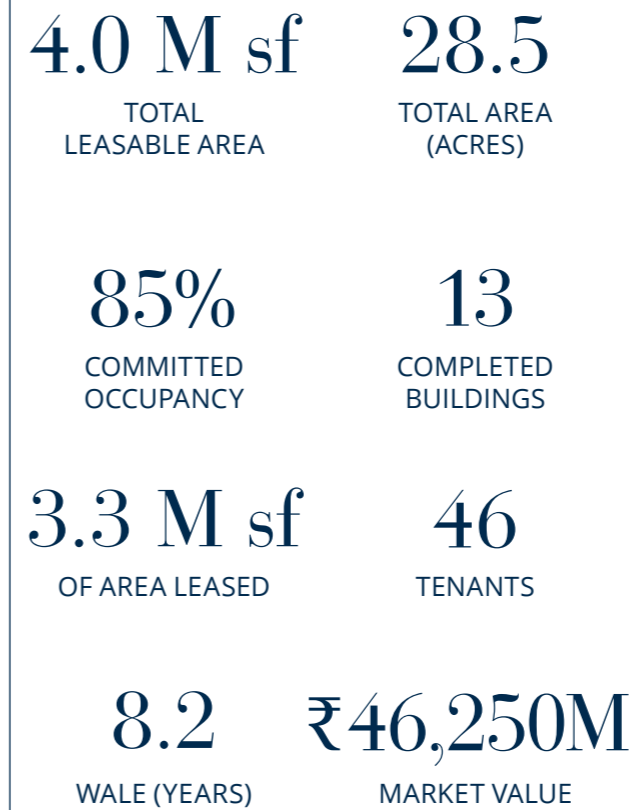 4.0 M sf
TOTAL
LEASABLE AREA
28.5
TOTAL AREA
(ACRES)
85%
COMMITTED
OCCUPANCY
13
COMPLETED
BUILDINGS
3.3 M sf
OF AREA LEASED
46
TENANTS
8.2
WALE (YEARS)
₹46,250M
MARKET VALUE